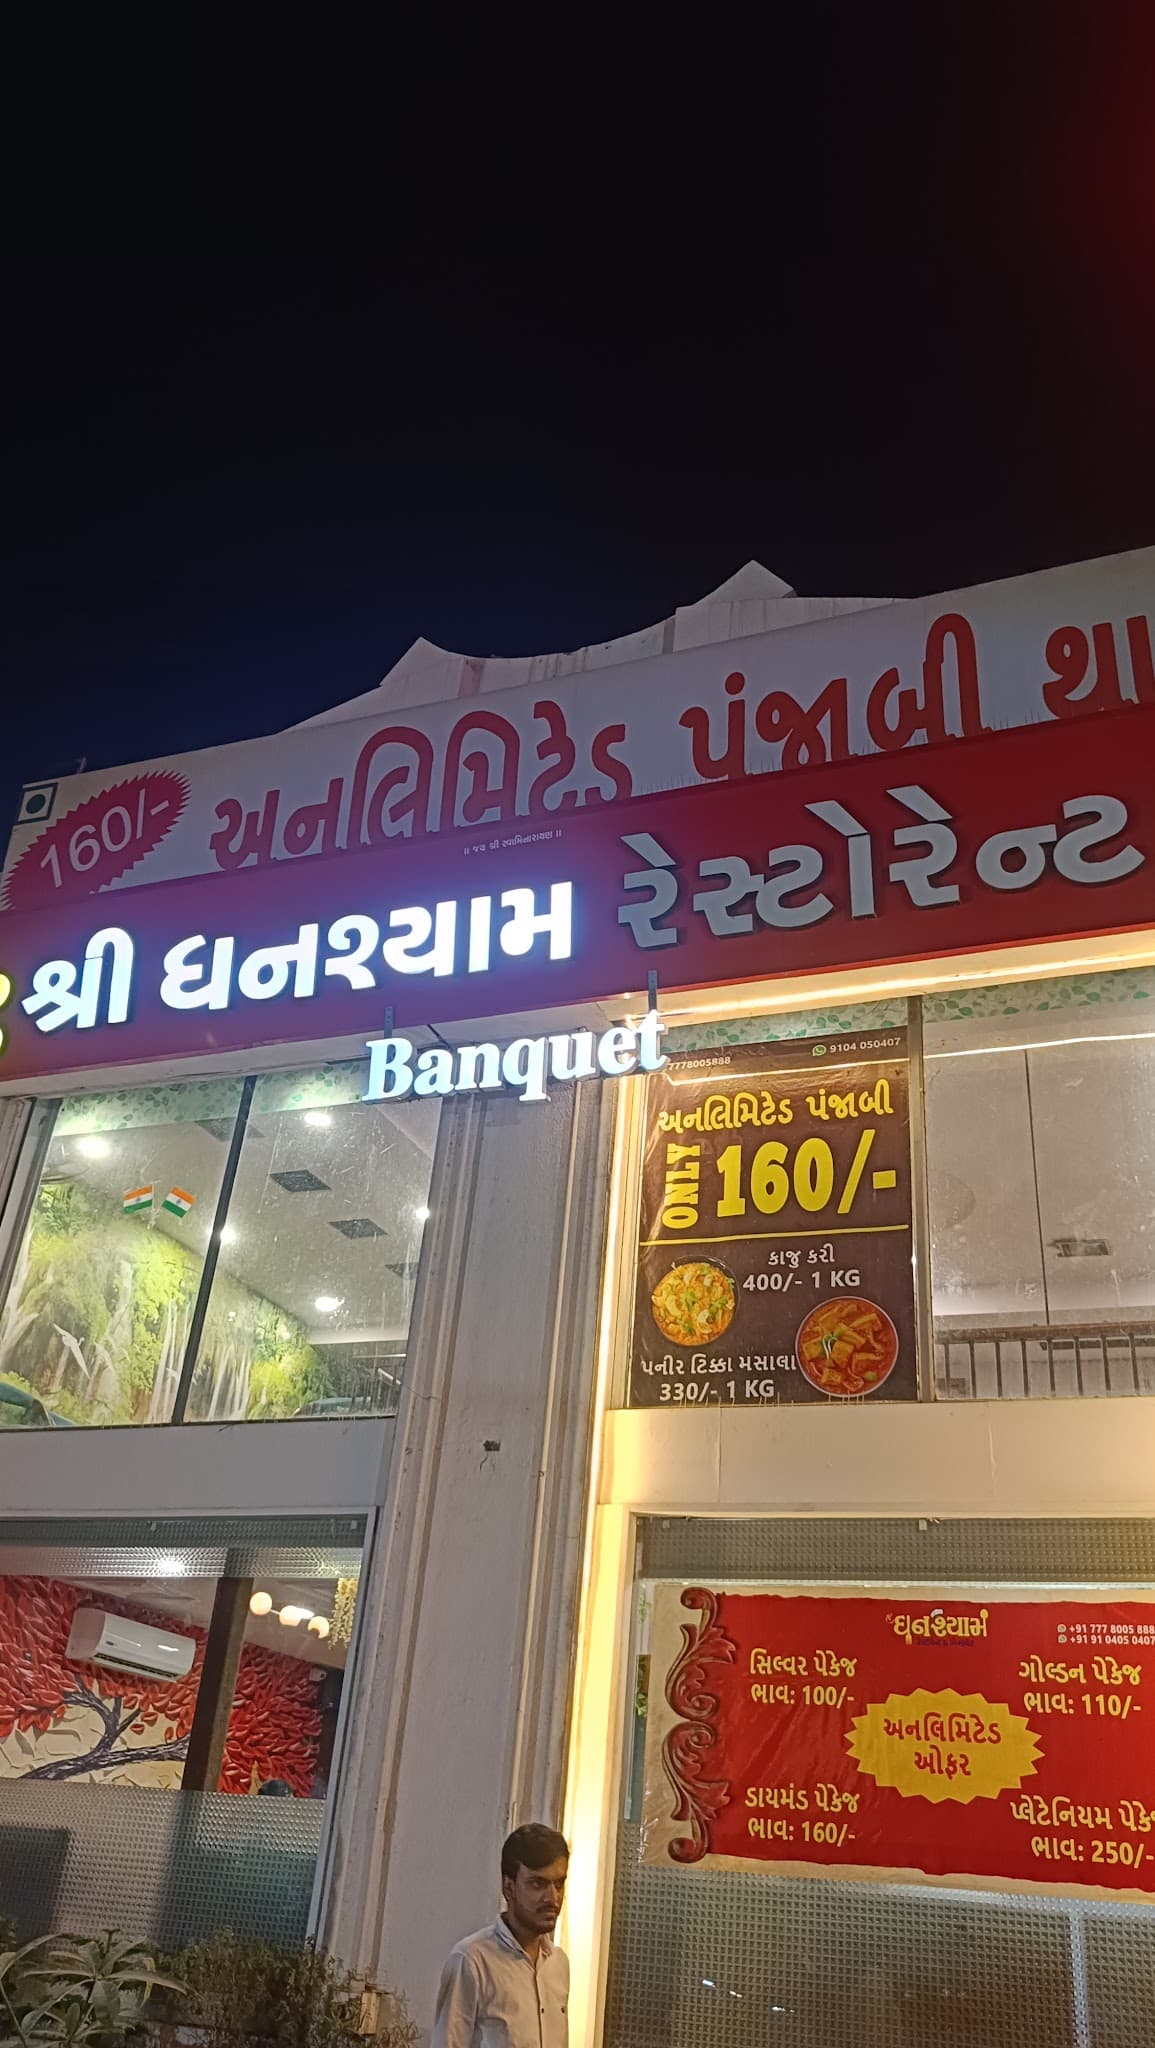 160/-
અનલિમિટેડ પંજાબી થા
॥ જય શ્રી સ્વામિનારાયણ ॥
શ્રી ઘનશ્યામ રેસ્ટોરેન્ટ
Banquet
7778005888
9104 050407
અનલિમિટેડ પંજાબી
ONLY 160/-
કાજુ કરી
400/- 1 KG
પનીર ટિક્કા મસાલા
330/- 1 KG
ઘનશ્યામ
+91 777 8005 888
+91 91 0405 0407
સિલ્વર પેકેજ
ભાવ: 100/-
ગોલ્ડન પેકેજ
ભાવ: 110/-
અનલિમિટેડ
ઓફર
ડાયમંડ પેકેજ
ભાવ: 160/-
પ્લેટેનિયમ પેકે
ભાવ: 250/-